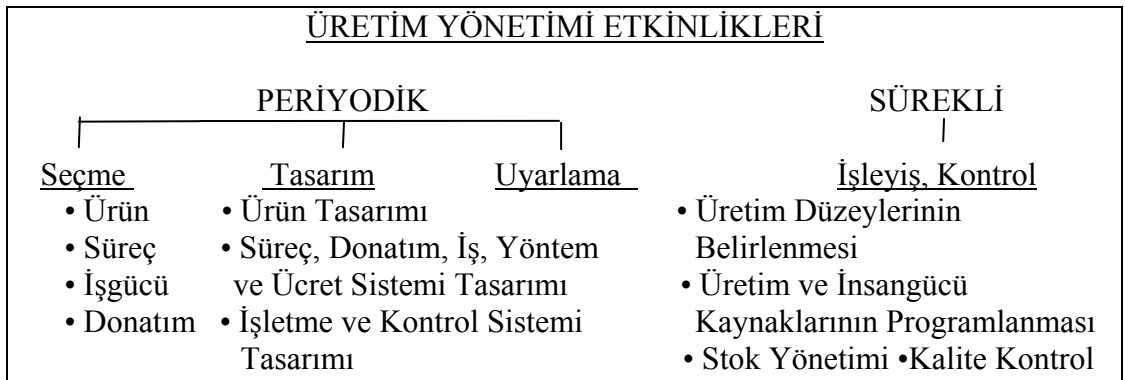 ÜRETİM YÖNETİMİ ETKİNLİKLERİ
PERİYODİK SÜREKLİ
Seçme Tasarım Uyarlama İşleyiş, Kontrol
• Ürün • Ürün Tasarımı • Üretim Düzeylerinin
• Süreç • Süreç, Donatım, İş, Yöntem Belirlenmesi
• İşgücü ve Ücret Sistemi Tasarımı • Üretim ve İnsangücü
• Donatım • İşletme ve Kontrol Sistemi Kaynaklarının Programlanması
Tasarımı • Stok Yönetimi •Kalite Kontrol